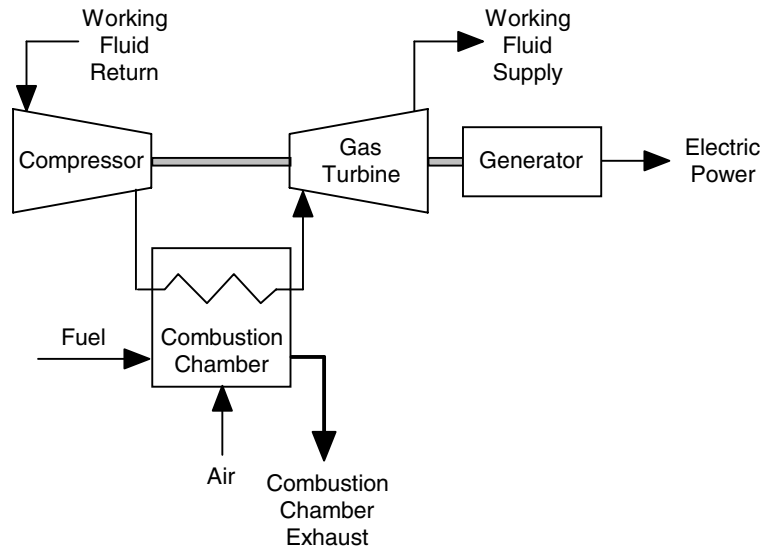 Working
Fluid
Return
Working
Fluid
Supply
Compressor
Gas
Turbine
Generator
Electric
Power
Fuel
Combustion
Chamber
Air
Combustion
Chamber
Exhaust